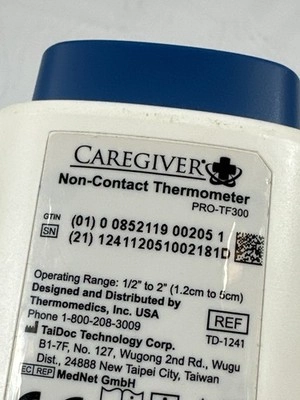 CAREGIVER®
Non-Contact Thermometer
PRO-TF300
GTIN (01) 0 0852119 00205 1
SN (21) 124112051002181D
Operating Range: 1/2" to 2" (1.2cm to 5cm)
Designed and Distributed by
Thermomedics, Inc. USA
Phone 1-800-208-3009
REF
TD-1241
TaiDoc Technology Corp.
B1-7F, No. 127, Wugong 2nd Rd., Wugu
Dist., 24888 New Taipei City, Taiwan
EC REP MedNet GmbH